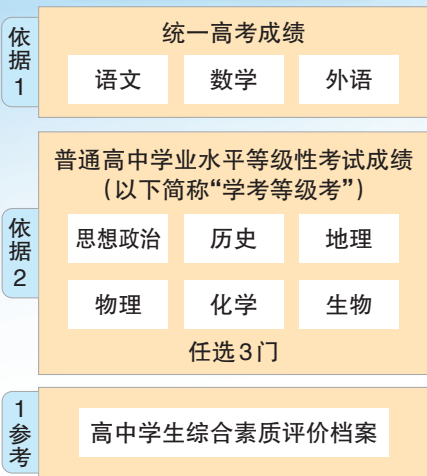 依据1
统一高考成绩
语文 数学 外语
依据2
普通高中学业水平等级性考试成绩
（以下简称“学考等级考”）
思想政治 历史 地理
物理 化学 生物
任选3门
1参考
高中学生综合素质评价档案